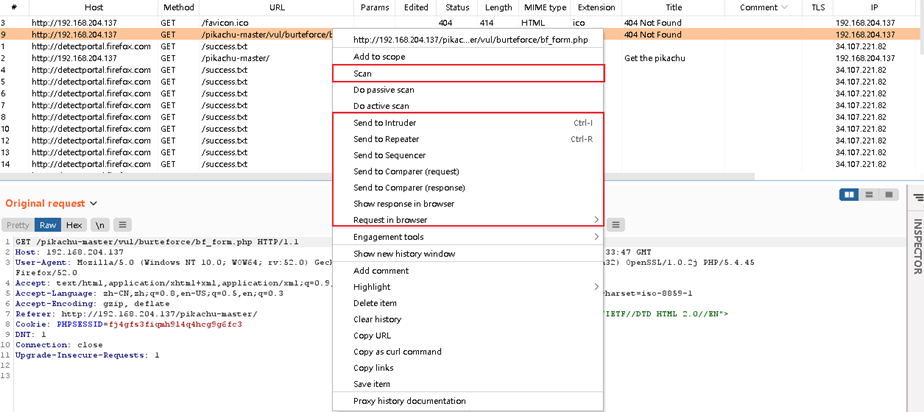 # Host Method URL Params Edited Status Length MIME type Extension Title Comment TLS IP
3 http://192.168.204.137 GET /favicon.ico 404 414 HTML ico 404 Not Found 192.168.204.137
9 http://192.168.204.137 GET /pikachu-master/vul/burteforce/b 404 Not Found 192.168.204.137
1 http://detectportal.firefox.com GET /success.txt 34.107.221.82
2 http://192.168.204.137 GET /pikachu-master/ Get the pikachu 192.168.204.137
4 http://detectportal.firefox.com GET /success.txt 34.107.221.82
5 http://detectportal.firefox.com GET /success.txt 34.107.221.82
6 http://detectportal.firefox.com GET /success.txt 34.107.221.82
7 http://detectportal.firefox.com GET /success.txt 34.107.221.82
8 http://detectportal.firefox.com GET /success.txt 34.107.221.82
10 http://detectportal.firefox.com GET /success.txt 34.107.221.82
12 http://detectportal.firefox.com GET /success.txt 34.107.221.82
13 http://detectportal.firefox.com GET /success.txt 34.107.221.82
14 http://detectportal.firefox.com GET /success.txt 34.107.221.82
http://192.168.204.137/pikac...er/vul/burteforce/bf_form.php
Add to scope
Scan
Do passive scan
Do active scan
Send to Intruder Ctrl-I
Send to Repeater Ctrl-R
Send to Sequencer
Send to Comparer (request)
Send to Comparer (response)
Show response in browser
Request in browser
Engagement tools
Show new history window
Add comment
Highlight
Delete item
Clear history
Copy URL
Copy as curl command
Copy links
Save item
Proxy history documentation
Original request
Pretty Raw Hex \n
1 GET /pikachu-master/vul/burteforce/bf_form.php HTTP/1.1
2 Host: 192.168.204.137
3 User-Agent: Mozilla/5.0 (Windows NT 10.0; WOW64; rv:52.0) Geck
Firefox/52.0
4 Accept: text/html,application/xhtml+xml,application/xml;q=0.9,
5 Accept-Language: zh-CN,zh;q=0.8,en-US;q=0.5,en;q=0.3
6 Accept-Encoding: gzip, deflate
7 Referer: http://192.168.204.137/pikachu-master/
8 Cookie: PHPSESSID=fj4gfs3fiqmh9l4q4hcg9g6fc3
9 DNT: 1
10 Connection: close
11 Upgrade-Insecure-Requests: 1
12
13
33:47 GMT
A32) OpenSSL/1.0.2j PHP/5.4.45
charset=iso-8859-1
IETF//DTD HTML 2.0//EN">
INSPECTOR